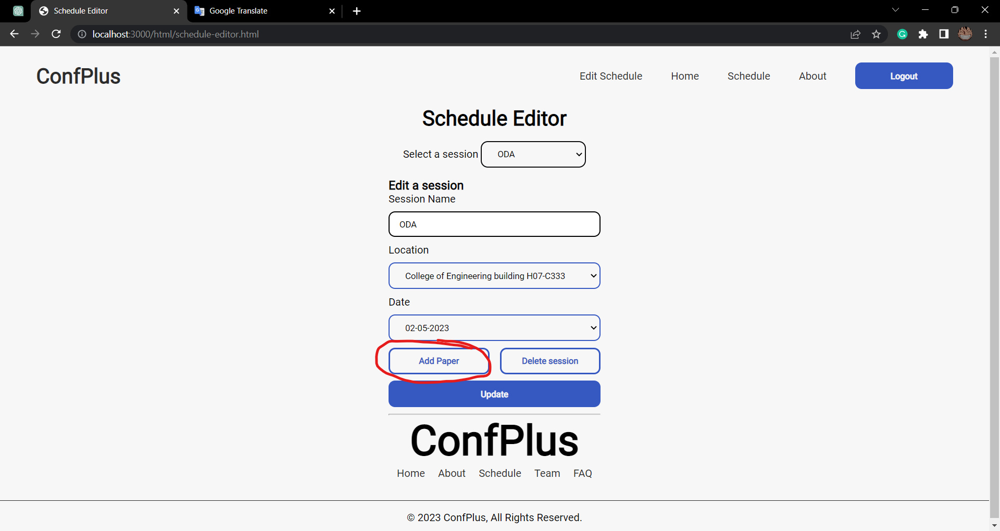 Schedule Editor
Google Translate
localhost:3000/html/schedule-editor.html
ConfPlus
Edit Schedule
Home
Schedule
About
Logout
Schedule Editor
Select a session
ODA
Edit a session
Session Name
ODA
Location
College of Engineering building H07-C333
Date
02-05-2023
Add Paper
Delete session
Update
ConfPlus
Home
About
Schedule
Team
FAQ
© 2023 ConfPlus, All Rights Reserved.